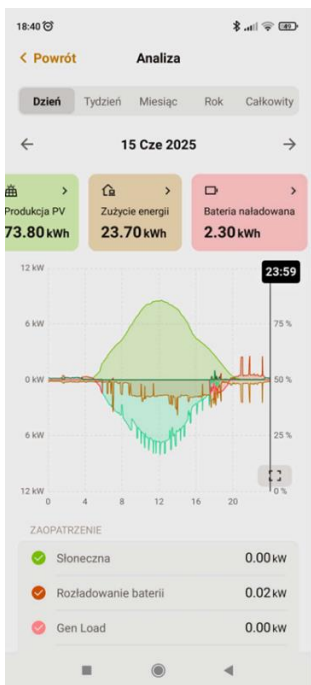 18:40
49
Powrót
Analiza
Dzień Tydzień Miesiąc Rok Całkowity
15 Cze 2025
Produkcja PV
73.80 kWh
Zużycie energii
23.70 kWh
Bateria naładowana
2.30 kWh
12 kW
23:59
6 kW 75 %
0 kW 50 %
6 kW 25 %
12 kW 0 %
0 4 8 12 16 20
ZAOPATRZENIE
Słoneczna 0.00 kW
Rozładowanie baterii 0.02 kW
Gen Load 0.00 kW